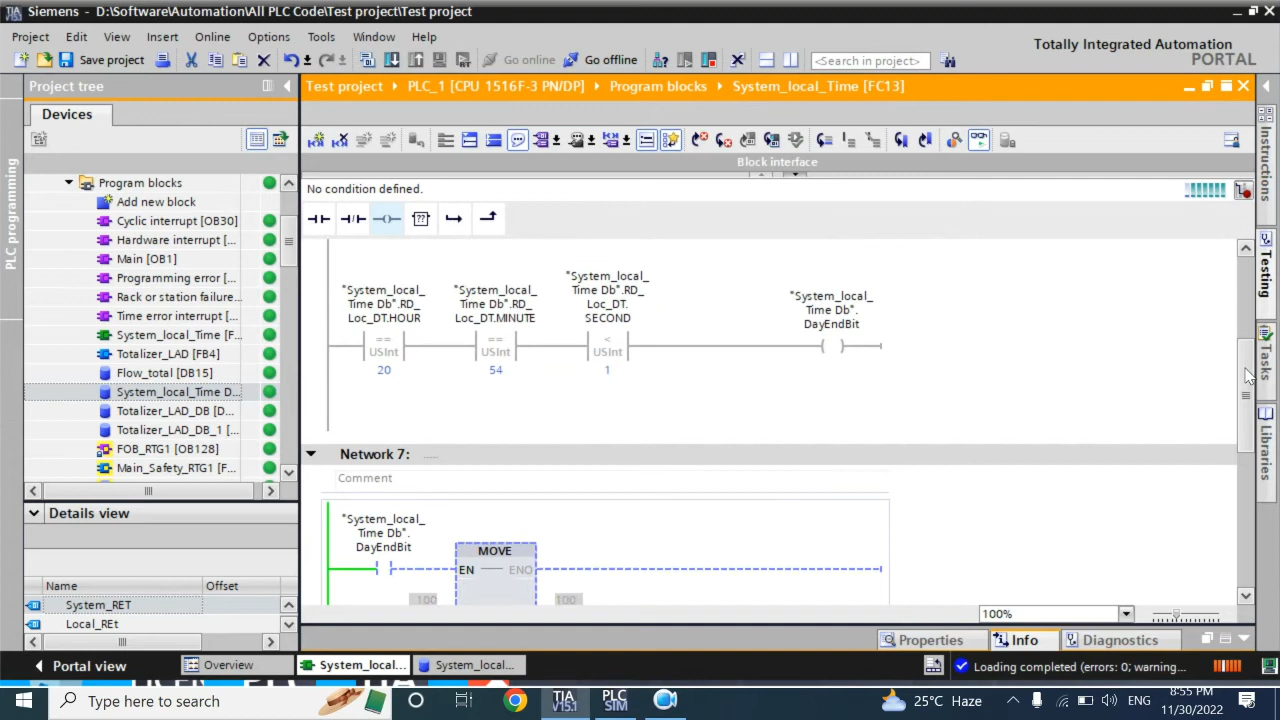 Siemens - D:\Software\Automation\All PLC Code\Test project\Test project
Project Edit View Insert Online Options Tools Window Help
Totally Integrated Automation
PORTAL
Save project
Go online
Go offline
<Search in project>
Project tree
Test project PLC_1 [CPU 1516F-3 PN/DP] Program blocks System_local_Time [FC13]
Devices
Block interface
PLC programming
Program blocks
Add new block
Cyclic interrupt [OB30]
Hardware interrupt [...
Main [OB1]
Programming error [...
Rack or station failure...
Time error interrupt [...
System_local_Time [F...
Totalizer_LAD [FB4]
Flow_total [DB15]
System_local_Time D...
Totalizer_LAD_DB [D...
Totalizer_LAD_DB_1 [...
FOB_RTG1 [OB128]
Main_Safety_RTG1 [F...
Details view
Name Offset
System_RET
Local_REt
No condition defined.
??
"System_local_
Time Db".RD_
Loc_DT.HOUR
==
USInt
20
"System_local_
Time Db".RD_
Loc_DT.MINUTE
==
USInt
54
"System_local_
Time Db".RD_
Loc_DT.
SECOND
<
USInt
1
"System_local_
Time Db".
DayEndBit
Network 7: .....
Comment
"System_local_
Time Db".
DayEndBit
MOVE
EN ENO
100 100
100%
Instructions
Testing
Tasks
Libraries
Properties Info Diagnostics
Portal view Overview System_local... System_local...
Loading completed (errors: 0; warning...
Type here to search
TIA
V15.1
PLC
SIM
25°C Haze
ENG
8:55 PM
11/30/2022